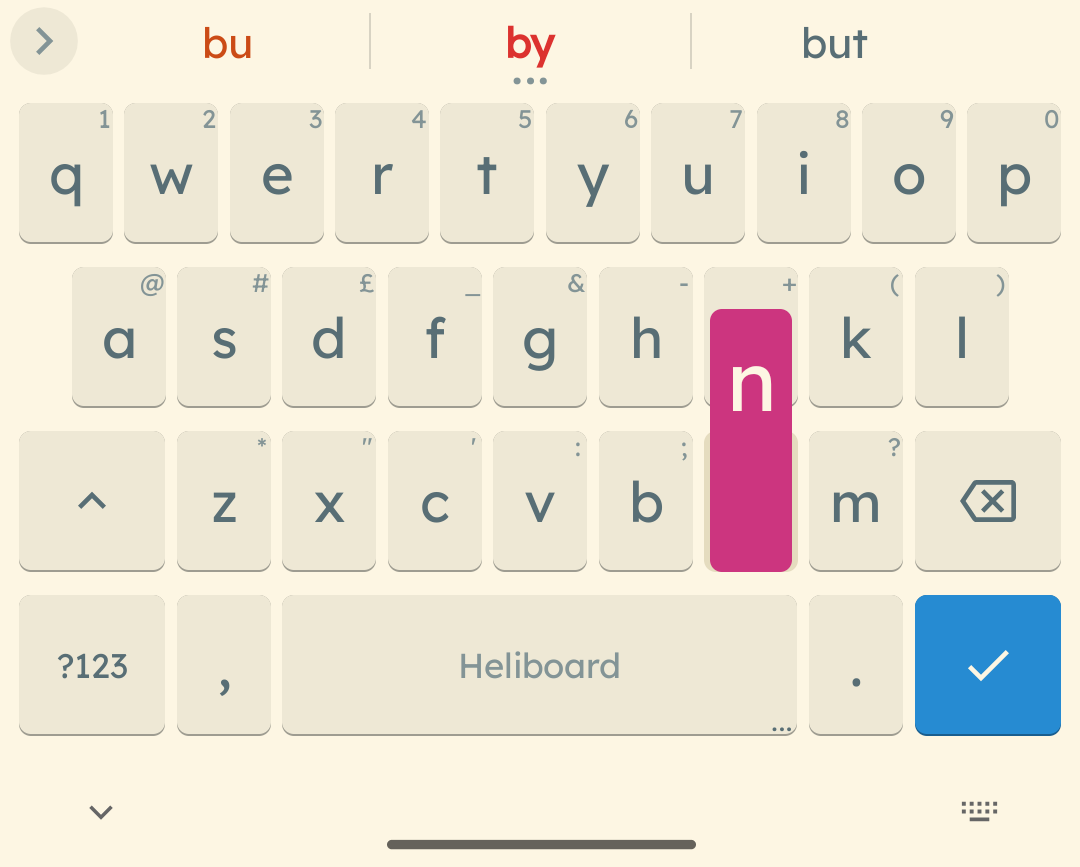 bu by but
1 2 3 4 5 6 7 8 9 0
q w e r t y u i o p
@ # £ _ & - + ( )
a s d f g h k l
n
* " ' : ; ?
z x c v b m
?123 , Heliboard .